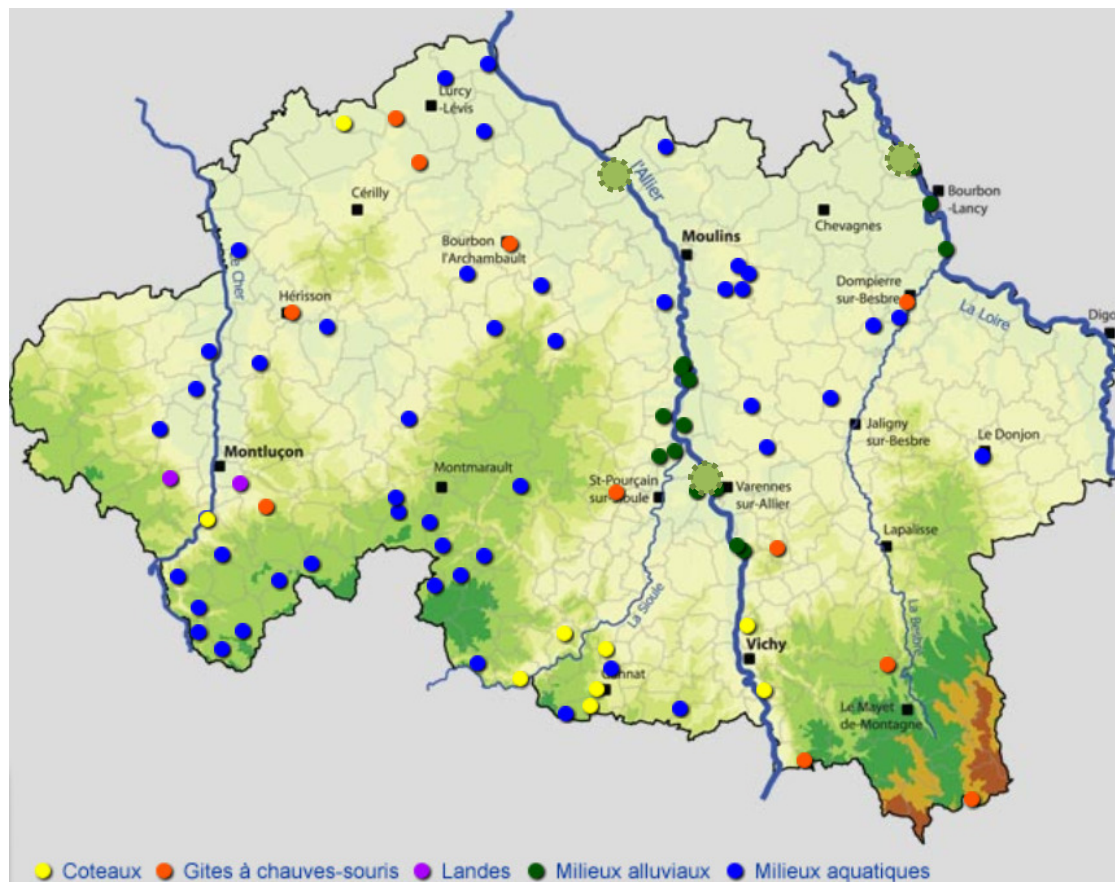 Lurcy
-Lévis
l'Allier
Cérilly
Bourbon
-Lancy
Chevagnes
Bourbon
l'Archambault
Moulins
Le Cher
Hérisson
Dompierre
sur-Besbre
La Loire
Jaligny
sur-Besbre
Le Donjon
Montluçon
Montmarault
St-Pourçain
sur-Sioule
Varennes
sur-Allier
Lapalisse
La Sioule
La Besbre
Vichy
Gannat
Le Mayet
de-Montagne
Coteaux Gites à chauves-souris Landes Milieux alluviaux Milieux aquatiques